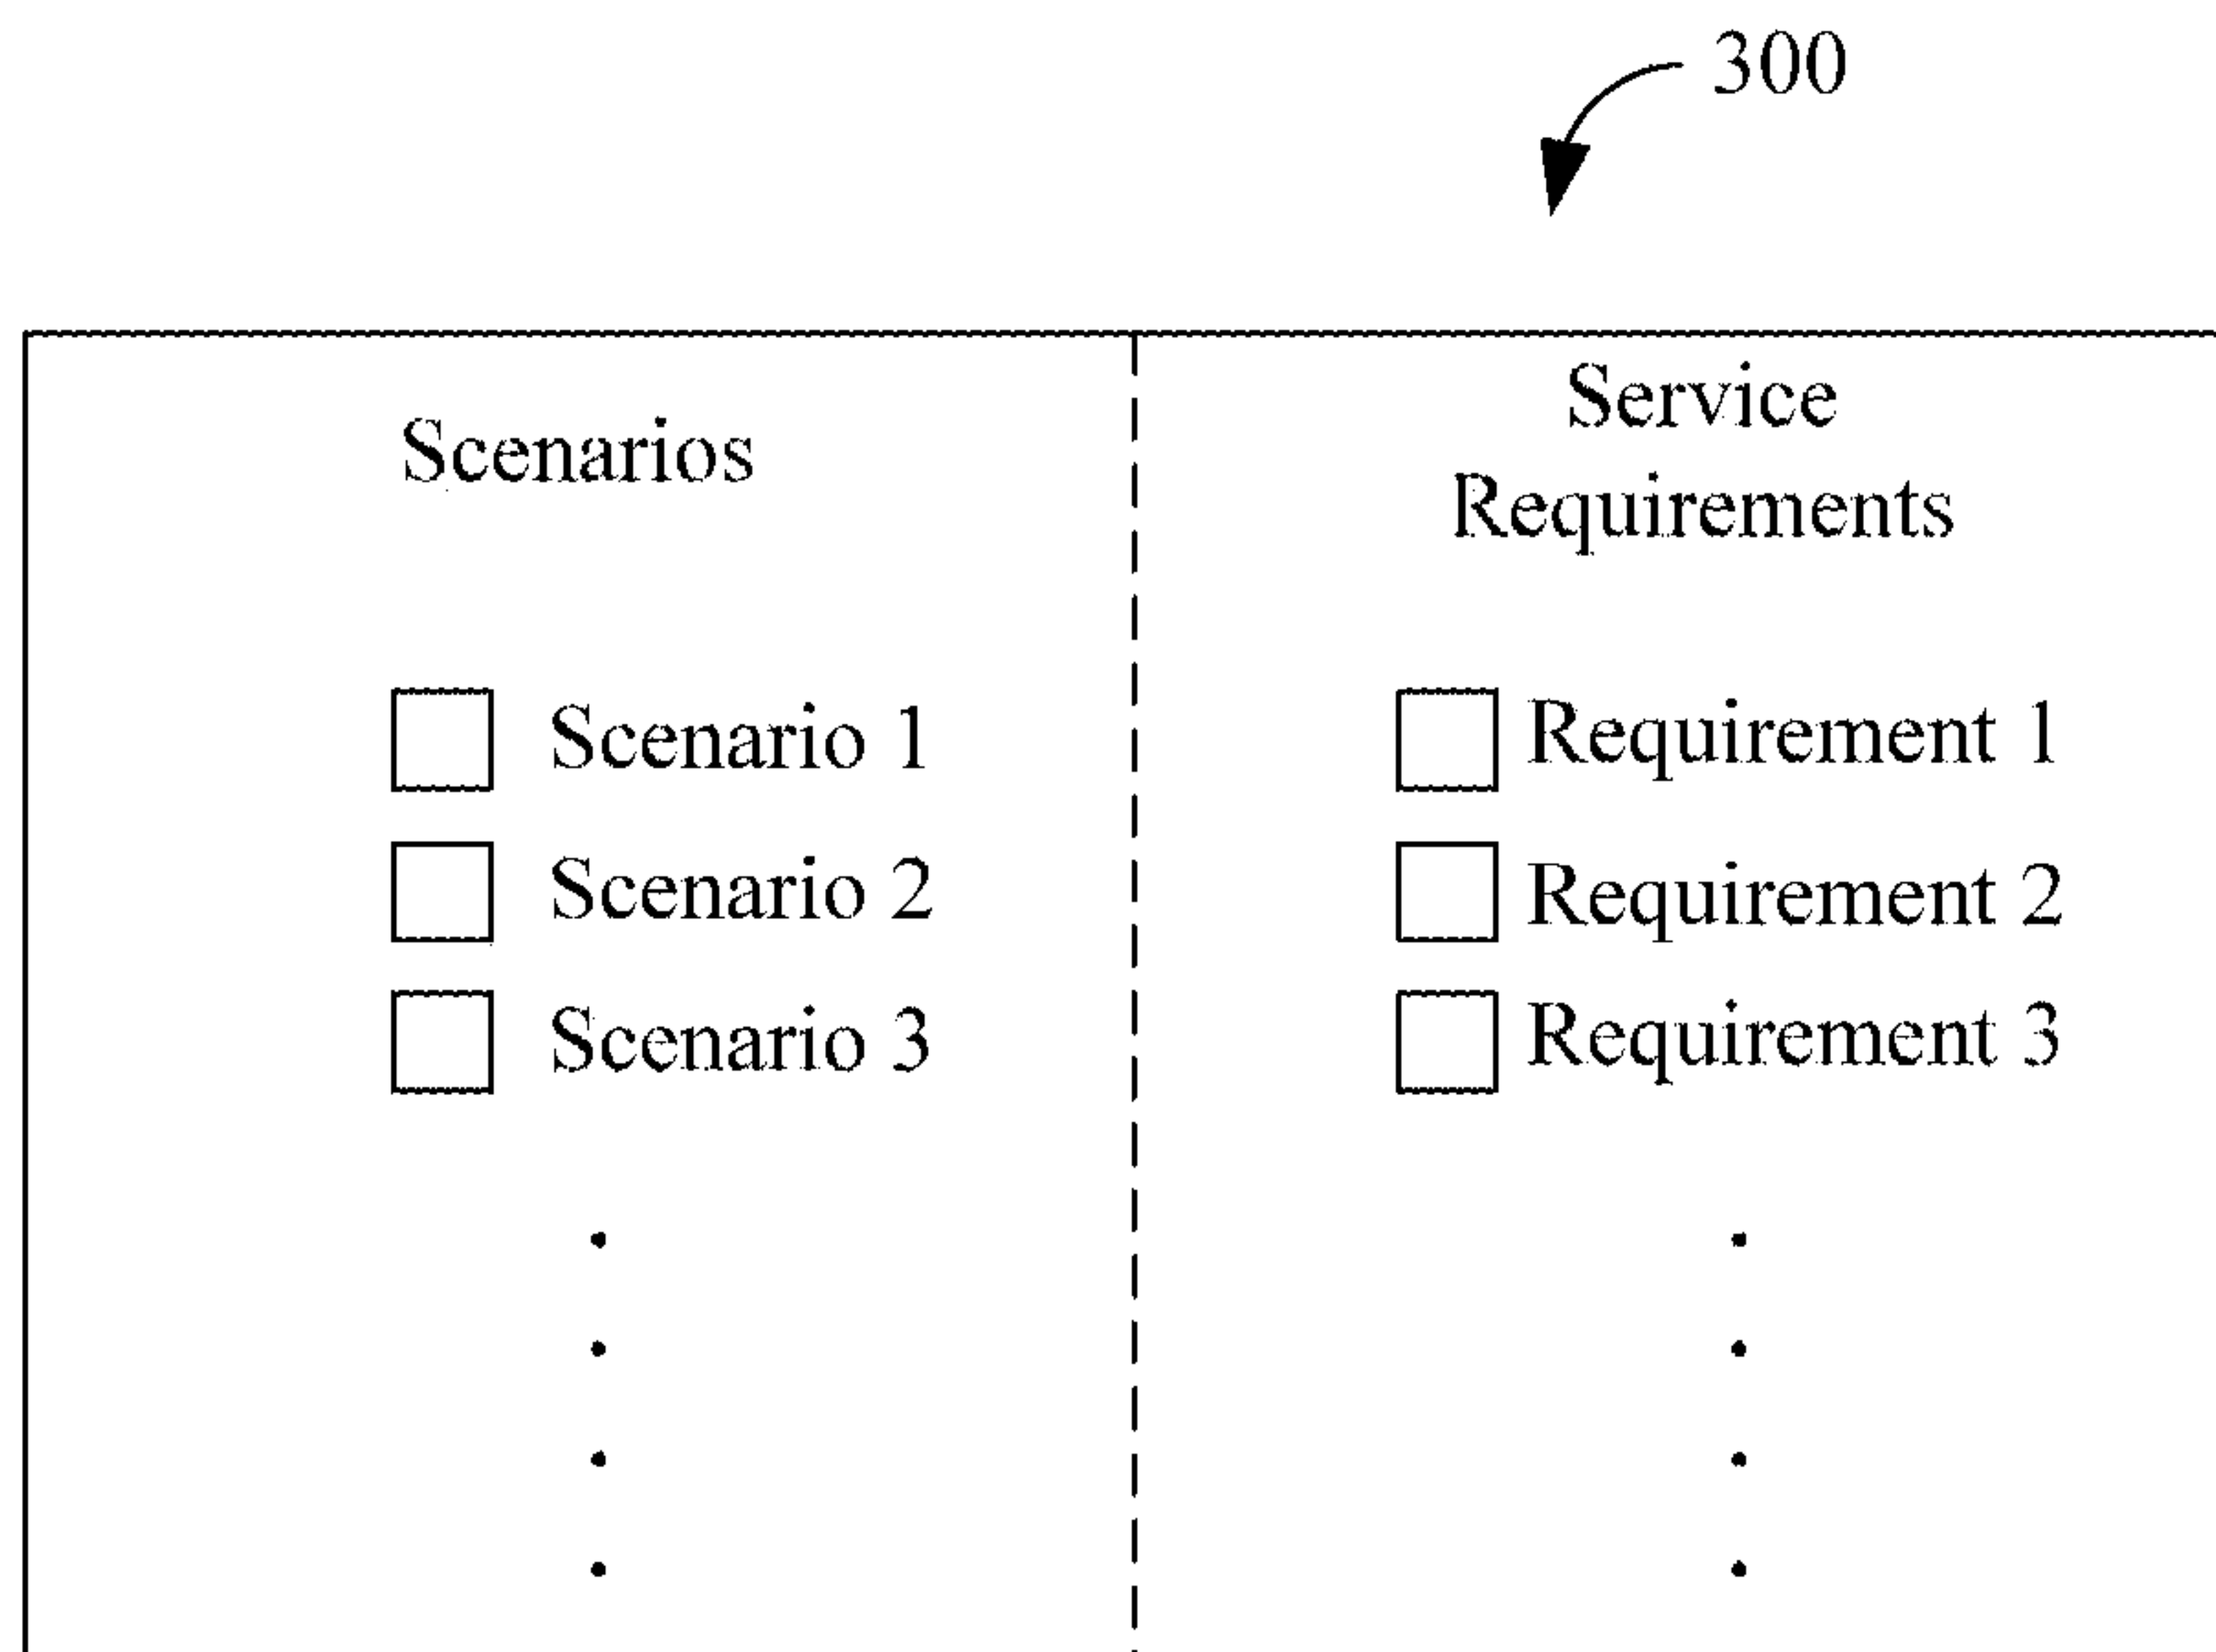 300
Scenarios
Service
Requirements
Scenario 1
Scenario 2
Scenario 3
Requirement 1
Requirement 2
Requirement 3